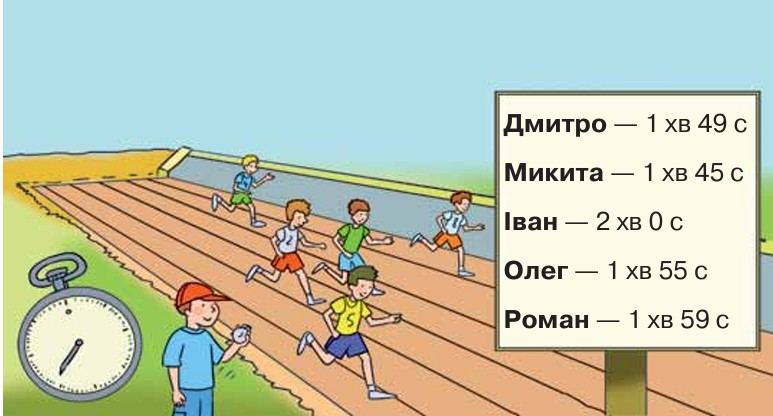 Дмитро — 1 хв 49 с
Микита — 1 хв 45 с
Іван — 2 хв 0 с
Олег — 1 хв 55 с
Роман — 1 хв 59 с
5